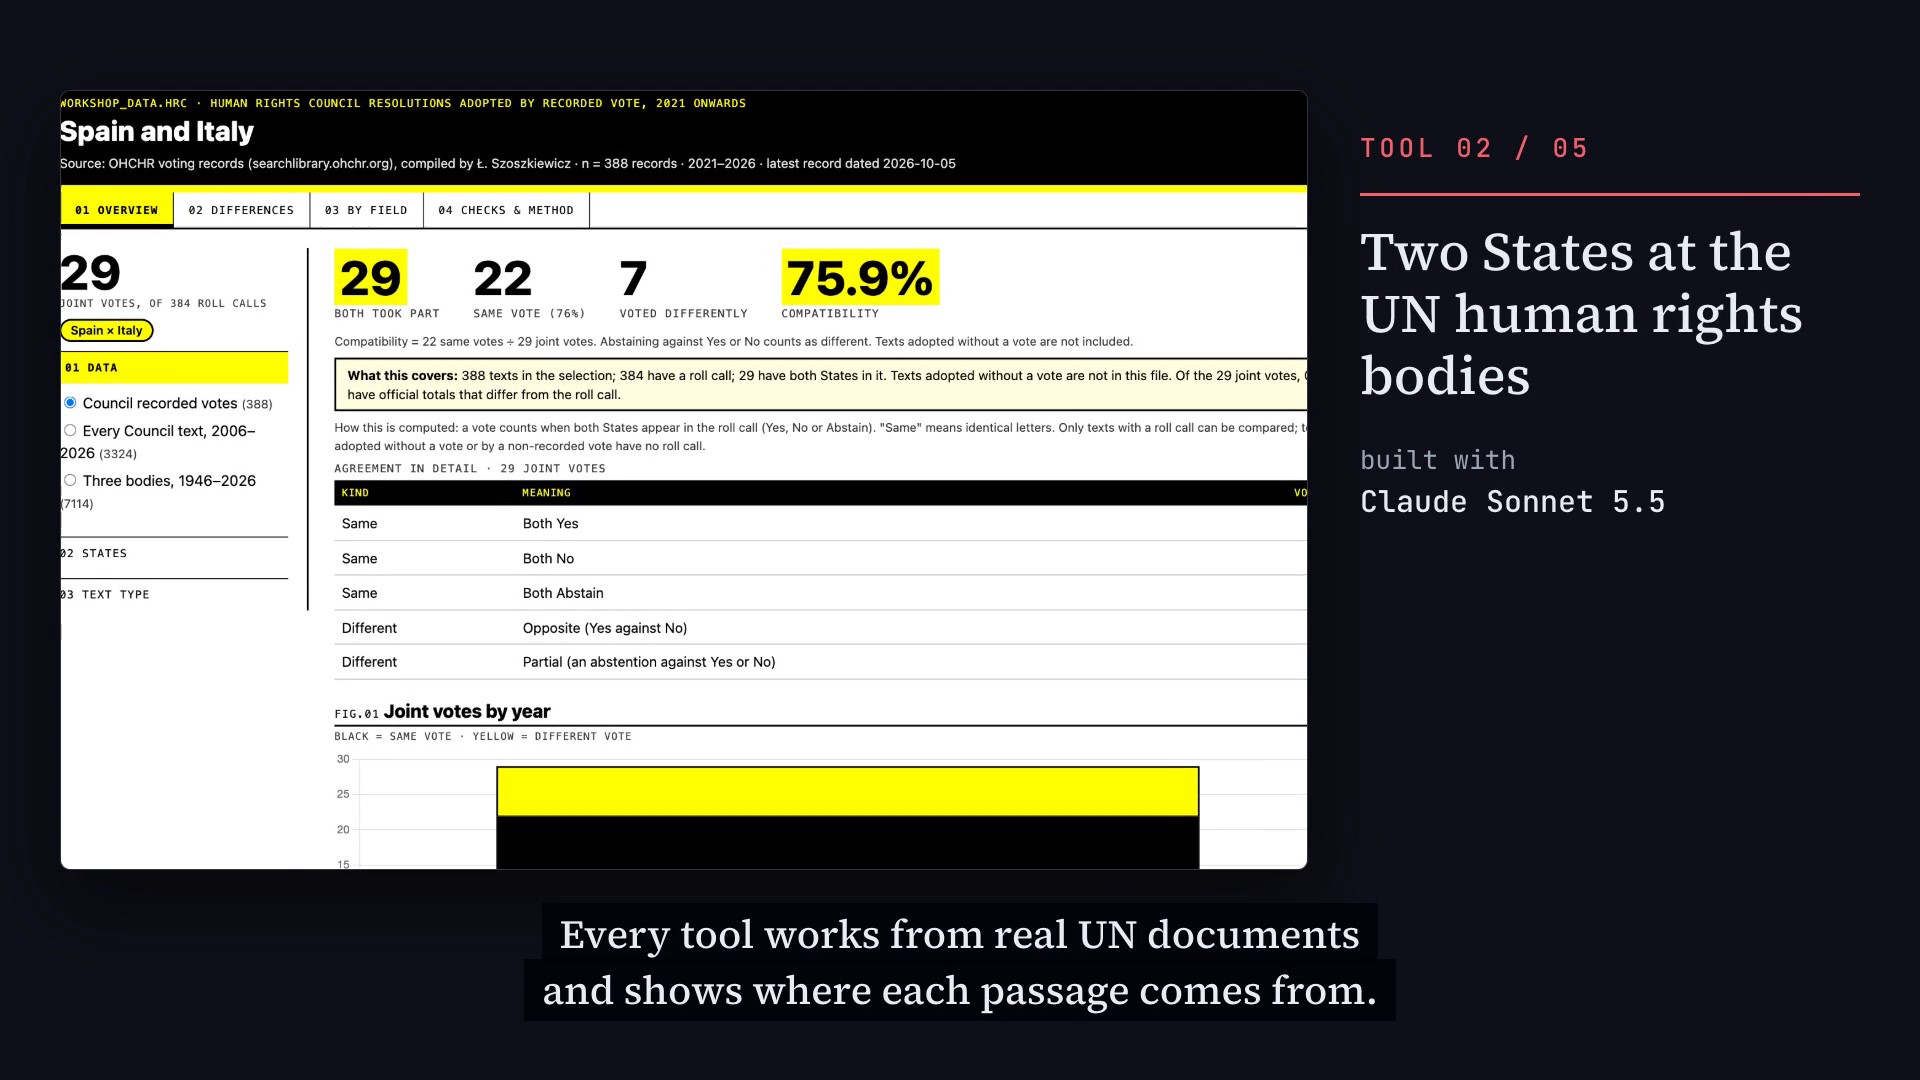 WORKSHOP_DATA.HRC · HUMAN RIGHTS COUNCIL RESOLUTIONS ADOPTED BY RECORDED VOTE, 2021 ONWARDS
Spain and Italy
Source: OHCHR voting records (searchlibrary.ohchr.org), compiled by Ł. Szoszkiewicz · n = 388 records · 2021–2026 · latest record dated 2026-10-05
01 OVERVIEW
02 DIFFERENCES
03 BY FIELD
04 CHECKS & METHOD
29
JOINT VOTES, OF 384 ROLL CALLS
Spain × Italy
01 DATA
Council recorded votes (388)
Every Council text, 2006–
2026 (3324)
Three bodies, 1946–2026
(7114)
02 STATES
03 TEXT TYPE
29
BOTH TOOK PART
22
SAME VOTE (76%)
7
VOTED DIFFERENTLY
75.9%
COMPATIBILITY
Compatibility = 22 same votes ÷ 29 joint votes. Abstaining against Yes or No counts as different. Texts adopted without a vote are not included.
What this covers: 388 texts in the selection; 384 have a roll call; 29 have both States in it. Texts adopted without a vote are not in this file. Of the 29 joint votes,
have official totals that differ from the roll call.
How this is computed: a vote counts when both States appear in the roll call (Yes, No or Abstain). "Same" means identical letters. Only texts with a roll call can be compared;
adopted without a vote or by a non-recorded vote have no roll call.
AGREEMENT IN DETAIL · 29 JOINT VOTES
KIND MEANING
Same Both Yes
Same Both No
Same Both Abstain
Different Opposite (Yes against No)
Different Partial (an abstention against Yes or No)
FIG.01 Joint votes by year
BLACK = SAME VOTE · YELLOW = DIFFERENT VOTE
30
25
20
15
TOOL 02 / 05
Two States at the
UN human rights
bodies
built with
Claude Sonnet 5.5
Every tool works from real UN documents
and shows where each passage comes from.